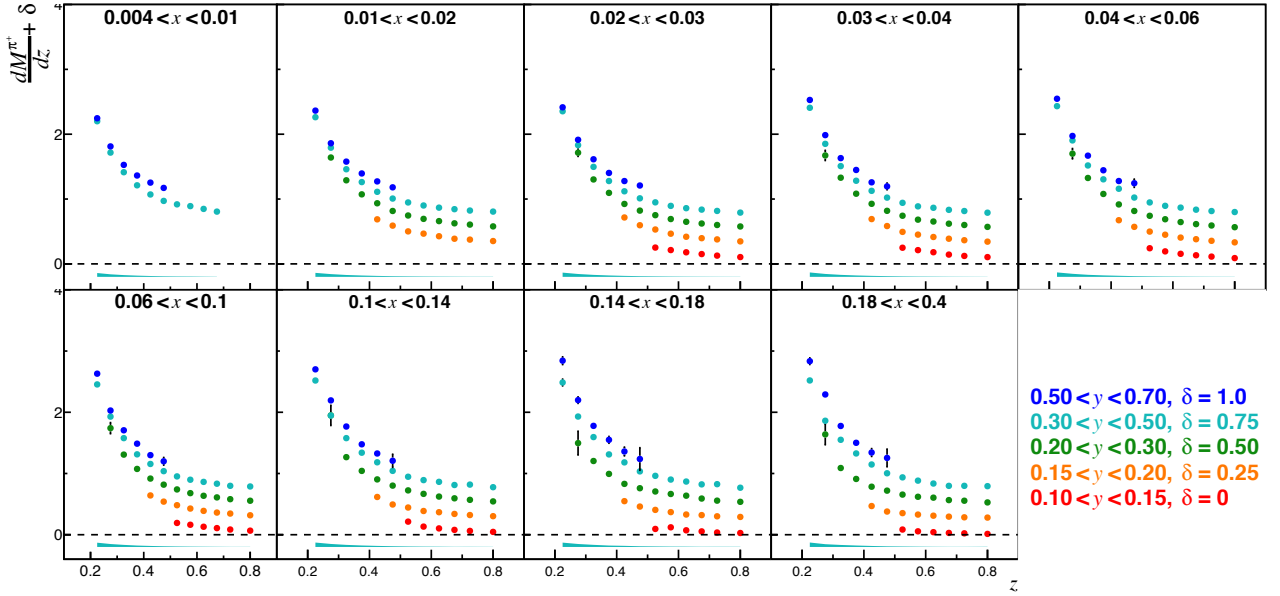 dM^{π+}/dz + δ
0.004 < x < 0.01
0.01 < x < 0.02
0.02 < x < 0.03
0.03 < x < 0.04
0.04 < x < 0.06
4
2
0
0.06 < x < 0.1
0.1 < x < 0.14
0.14 < x < 0.18
0.18 < x < 0.4
4
2
0
0.50 < y < 0.70, δ = 1.0
0.30 < y < 0.50, δ = 0.75
0.20 < y < 0.30, δ = 0.50
0.15 < y < 0.20, δ = 0.25
0.10 < y < 0.15, δ = 0
0.2 0.4 0.6 0.8 0.2 0.4 0.6 0.8 0.2 0.4 0.6 0.8 0.2 0.4 0.6 0.8
z